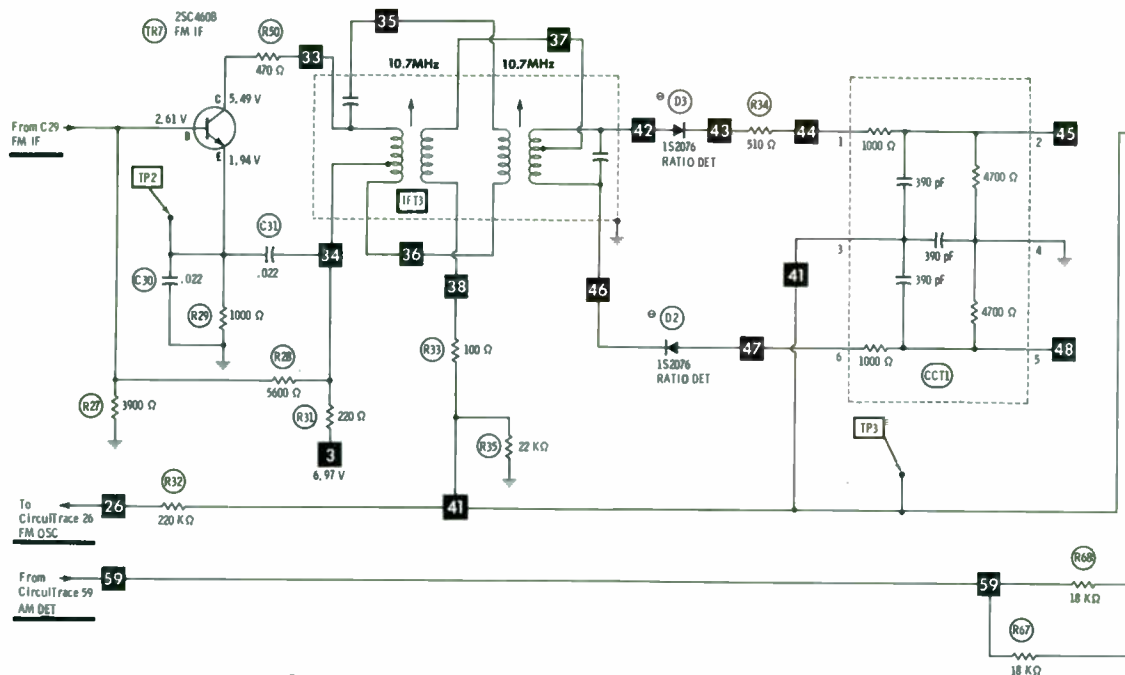 2SC460B
TR7
FM IF
R50
470 Ω
33
35
37
10.7MHz
10.7MHz
C
5.49 V
2.61 V
B
E
1.94 V
From C29
FM IF
TP2
C31
.022
34
IFT3
36
38
C30
.022
R29
1000 Ω
R28
5600 Ω
R27
3900 Ω
R31
220 Ω
3
6.97 V
R33
100 Ω
R35
22 KΩ
42
⊖
D3
1S2076
RATIO DET
43
R34
510 Ω
44
1
1000 Ω
2
45
390 pF
4700 Ω
3
390 pF
4
390 pF
41
4700 Ω
46
⊖
D2
1S2076
RATIO DET
47
6
1000 Ω
5
48
CCT1
TP3
To
CirculTrace 26
FM OSC
26
R32
220 KΩ
41
From
CirculTrace 59
AM DET
59
59
R68
18 KΩ
R67
18 KΩ